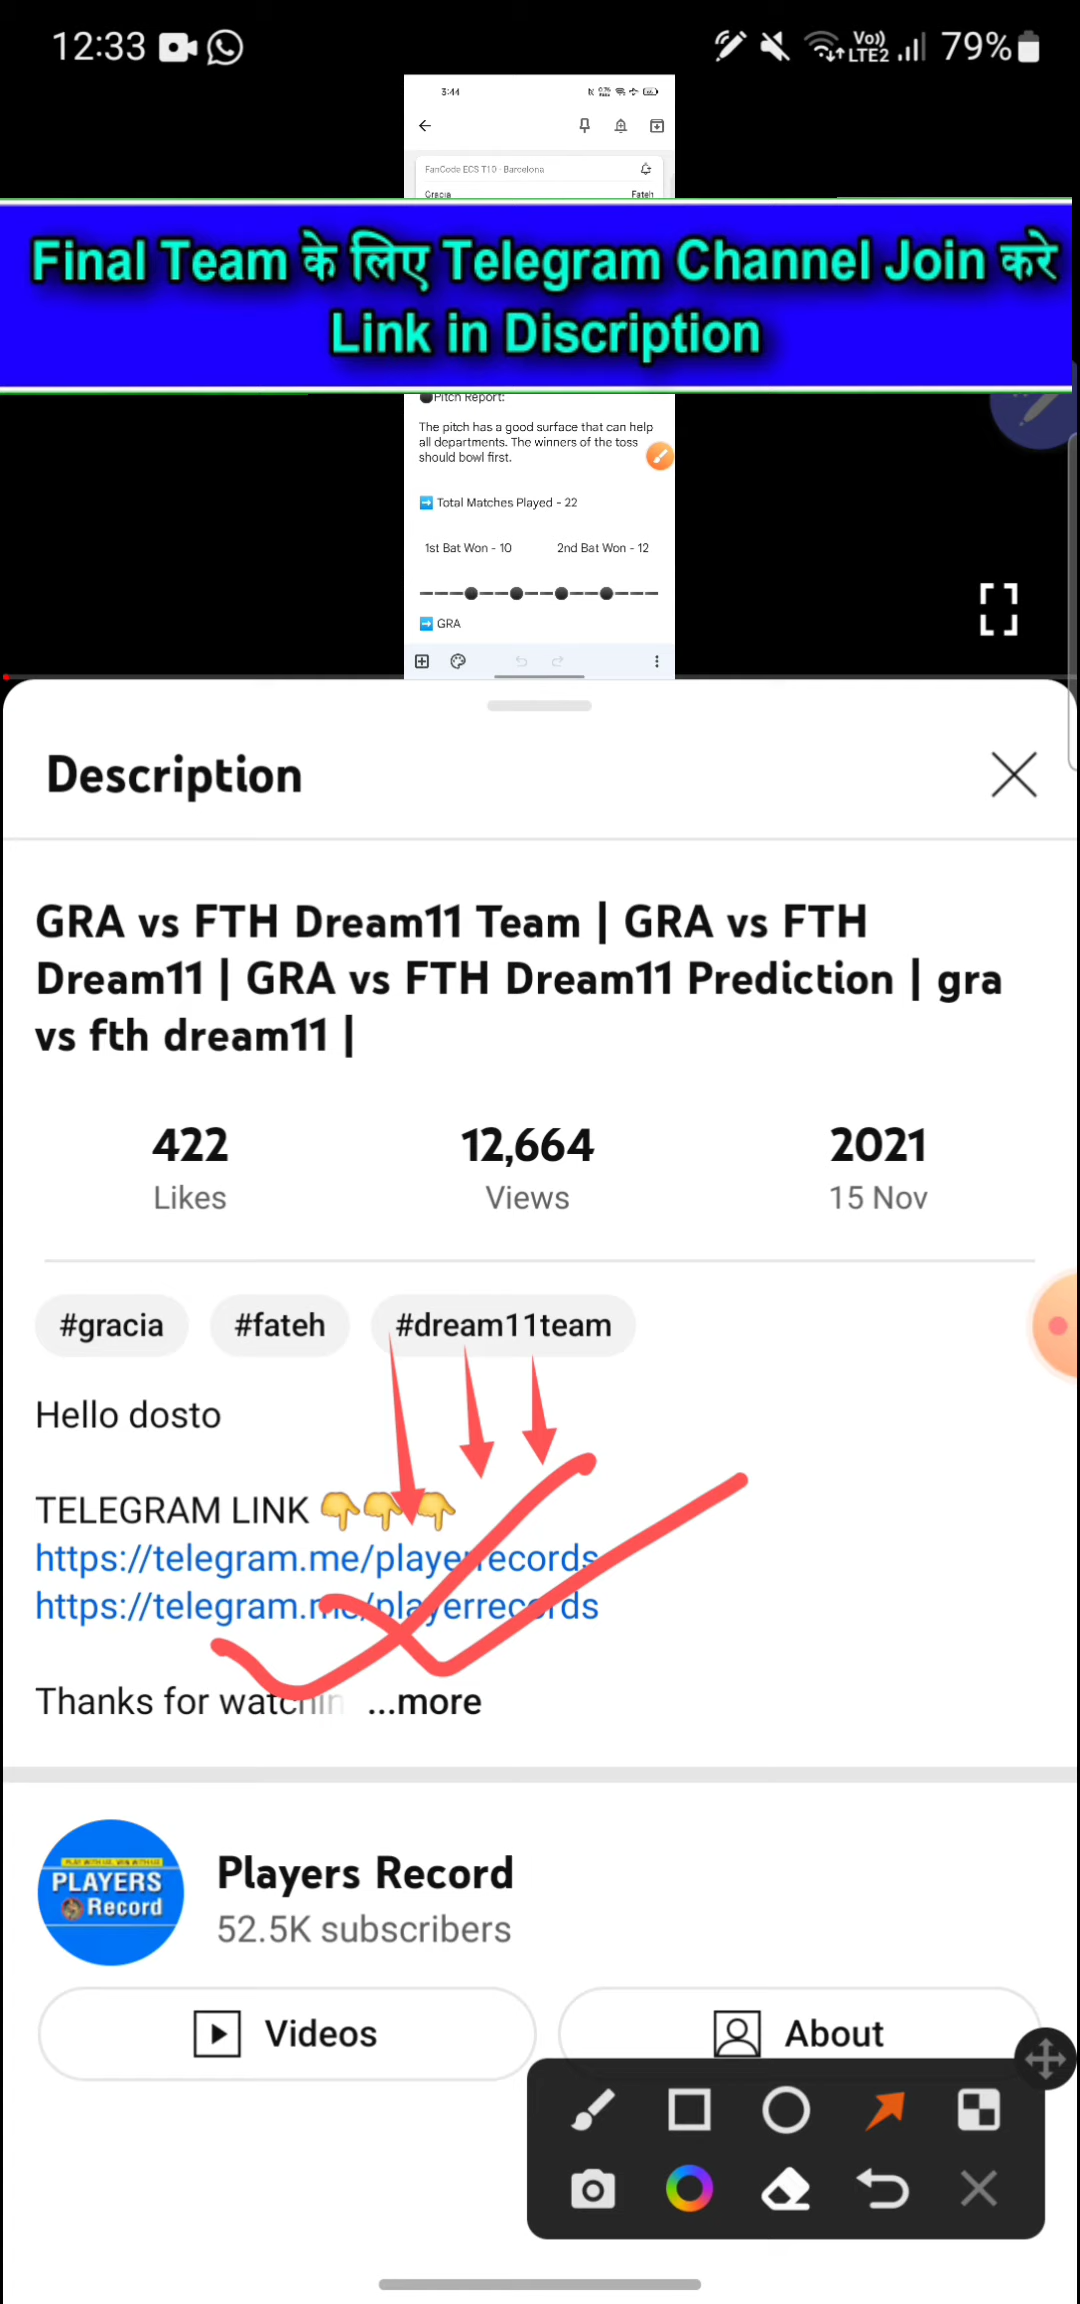 12:33
Vo)) LTE2 79%
3:44
FanCode ECS T10 · Barcelona
Gracia Fateh
Final Team के लिए Telegram Channel Join करे
Link in Discription
Pitch Report:
The pitch has a good surface that can help
all departments. The winners of the toss
should bowl first.
Total Matches Played - 22
1st Bat Won - 10 2nd Bat Won - 12
GRA
Description
GRA vs FTH Dream11 Team | GRA vs FTH
Dream11 | GRA vs FTH Dream11 Prediction | gra
vs fth dream11 |
422 12,664 2021
Likes Views 15 Nov
#gracia #fateh #dream11team
Hello dosto
TELEGRAM LINK 👇👇👇
https://telegram.me/playerrecords
https://telegram.me/playerrecords
Thanks for watchin ...more
PLAYERS
Record
Players Record
52.5K subscribers
Videos About